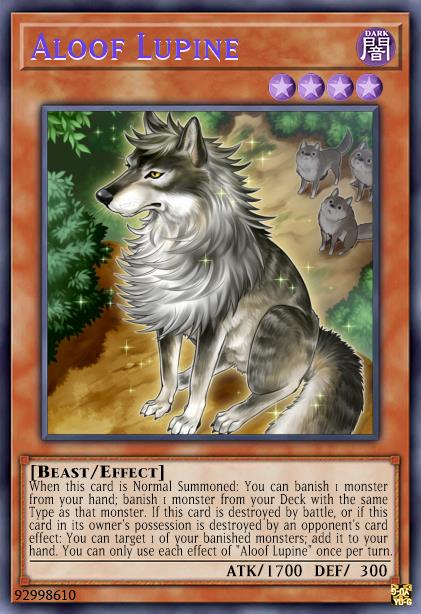 Aloof Lupine
DARK
闇
[Beast/Effect]
When this card is Normal Summoned: You can banish 1 monster
from your hand; banish 1 monster from your Deck with the same
Type as that monster. If this card is destroyed by battle, or if this
card in its owner's possession is destroyed by an opponent's card
effect: You can target 1 of your banished monsters; add it to your
hand. You can only use each effect of "Aloof Lupine" once per turn.
ATK/1700 DEF/ 300
92998610